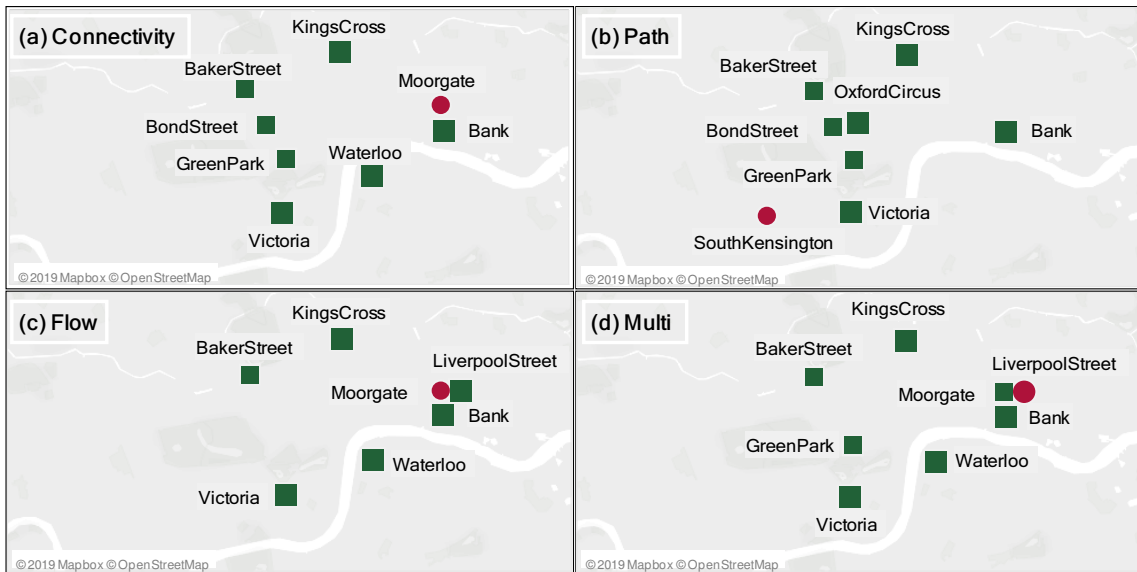 (a) Connectivity
KingsCross
BakerStreet
Moorgate
BondStreet
Bank
Waterloo
GreenPark
Victoria
© 2019 Mapbox © OpenStreetMap
(b) Path
KingsCross
BakerStreet
OxfordCircus
BondStreet
Bank
GreenPark
Victoria
SouthKensington
© 2019 Mapbox © OpenStreetMap
(c) Flow
KingsCross
BakerStreet
LiverpoolStreet
Moorgate
Bank
Waterloo
Victoria
© 2019 Mapbox © OpenStreetMap
(d) Multi
KingsCross
BakerStreet
LiverpoolStreet
Moorgate
Bank
GreenPark
Waterloo
Victoria
© 2019 Mapbox © OpenStreetMap